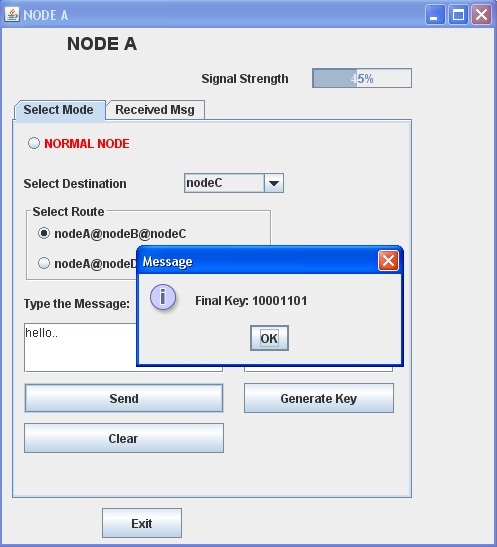 NODE A
NODE A
Signal Strength 45%
Select Mode Received Msg
NORMAL NODE
Select Destination nodeC
Select Route
nodeA@nodeB@nodeC
nodeA@nodeD
Message
Final Key: 10001101
OK
Type the Message:
hello..
Send Generate Key
Clear
Exit